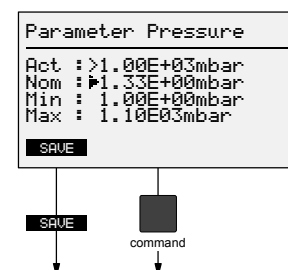 Parameter Pressure
Act :>1.00E+03mbar
Nom :▸1.33E+00mbar
Min : 1.00E+00mbar
Max : 1.10E03mbar
SAVE
SAVE
command